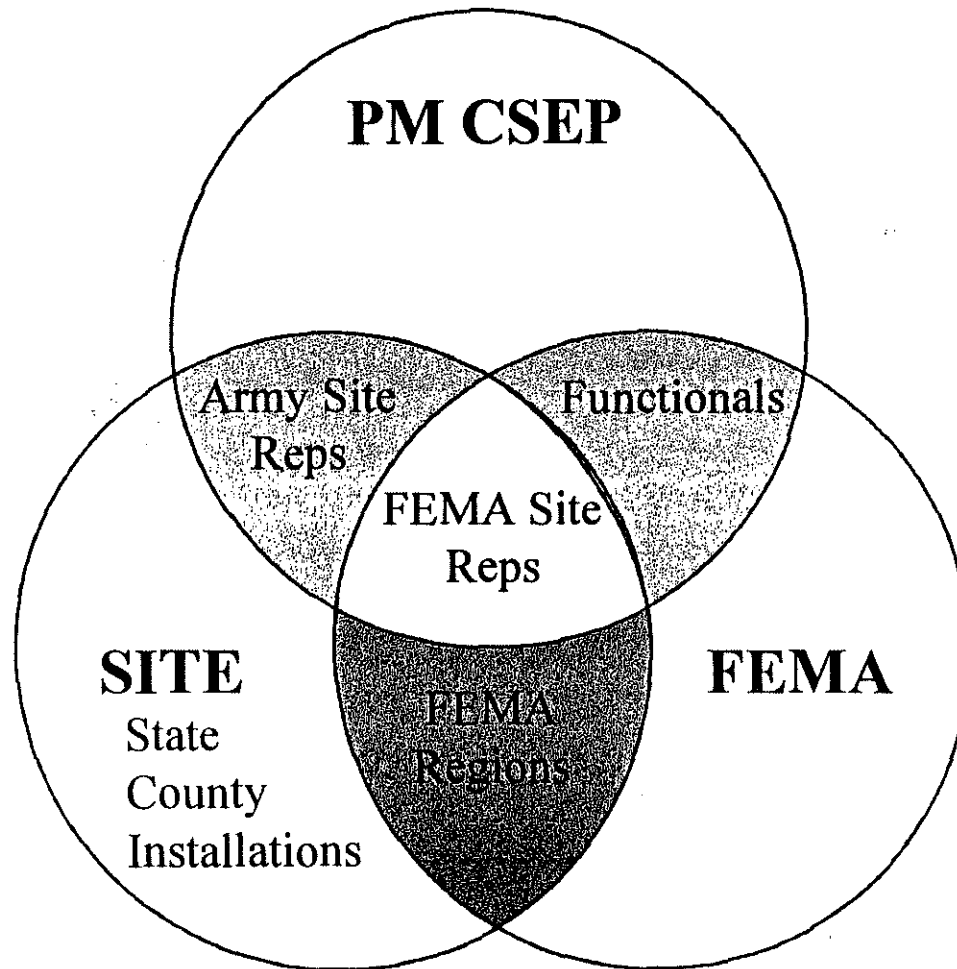 PM CSEP
Army Site
Reps
Functionals
FEMA Site
Reps
SITE
State
County
Installations
FEMA
FEMA
Regions